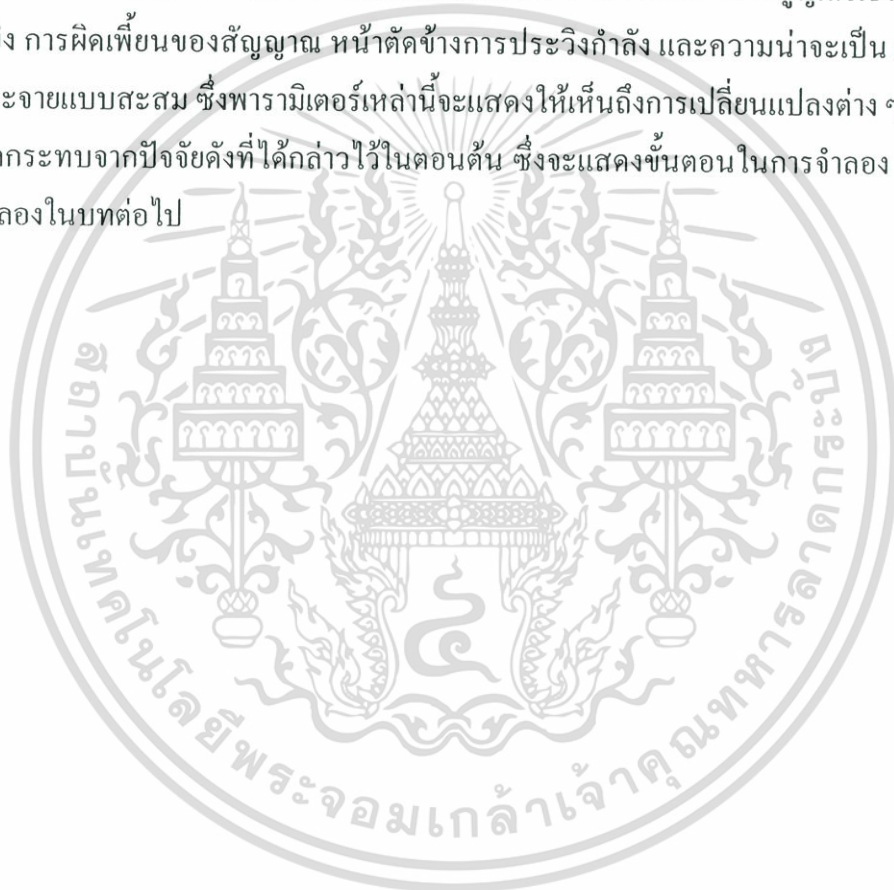 การผิดเพี้ยนของสัญญาณ หน้าตัดข้างการประวิงกำลัง และความน่าจะเป็น
ะจายแบบสะสม ซึ่งพารามิเตอร์เหล่านี้จะแสดงให้เห็นถึงการเปลี่ยนแปลงต่าง ๆ
กระทบจากปัจจัยดังที่ได้กล่าวไว้ในตอนต้น ซึ่งจะแสดงขั้นตอนในการจำลอง
ลองในบทต่อไป
สถาบันเทคโนโลยีพระจอมเกล้าเจ้าคุณทหารลาดกระบัง